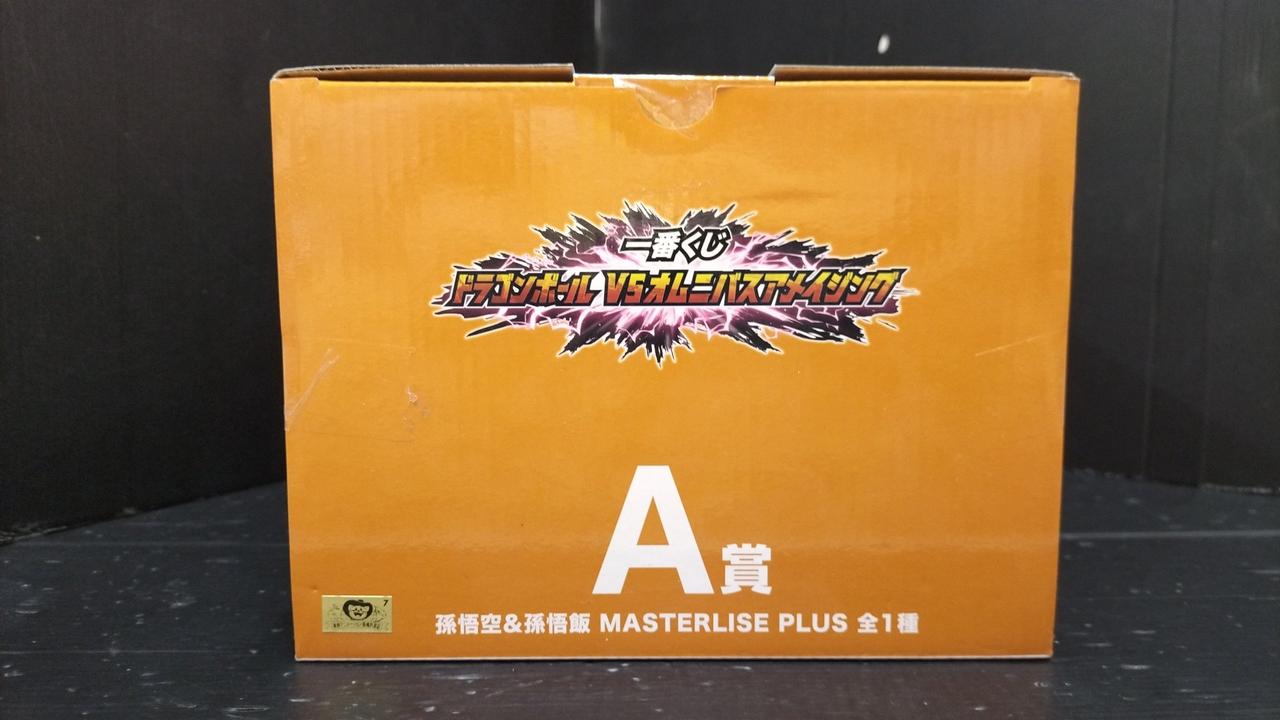 一番くじ
ドラゴンボール VSオムニバスアメイジング
A賞
7
孫悟空&孫悟飯 MASTERLISE PLUS 全1種